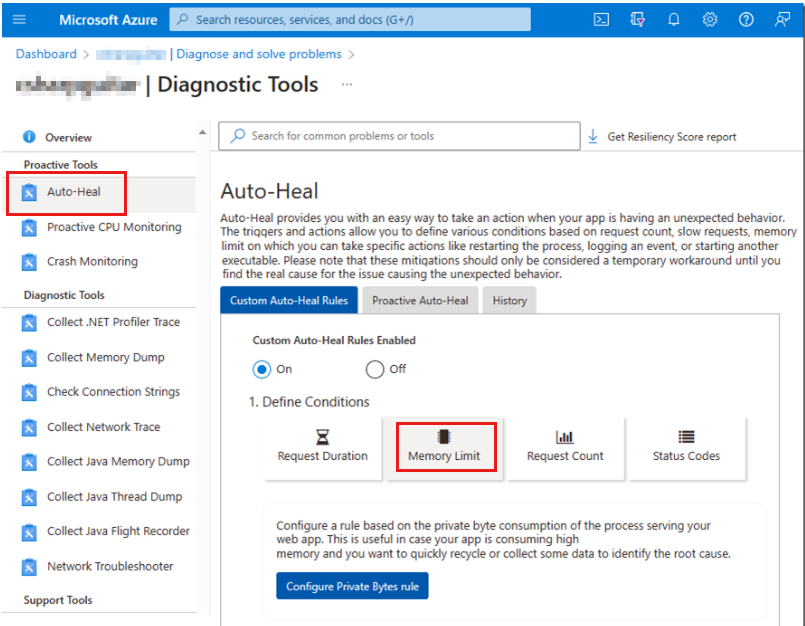 Microsoft Azure
Search resources, services, and docs (G+/)
Dashboard > | Diagnose and solve problems >
| Diagnostic Tools ...
Overview
Proactive Tools
Auto-Heal
Proactive CPU Monitoring
Crash Monitoring
Diagnostic Tools
Collect .NET Profiler Trace
Collect Memory Dump
Check Connection Strings
Collect Network Trace
Collect Java Memory Dump
Collect Java Thread Dump
Collect Java Flight Recorder
Network Troubleshooter
Support Tools
Search for common problems or tools
Get Resiliency Score report
Auto-Heal
Auto-Heal provides you with an easy way to take an action when your app is having an unexpected behavior.
The triggers and actions allow you to define various conditions based on request count, slow requests, memory
limit on which you can take specific actions like restarting the process, logging an event, or starting another
executable. Please note that these mitigations should only be considered a temporary workaround until you
find the real cause for the issue causing the unexpected behavior.
Custom Auto-Heal Rules
Proactive Auto-Heal
History
Custom Auto-Heal Rules Enabled
On
Off
1. Define Conditions
Request Duration
Memory Limit
Request Count
Status Codes
Configure a rule based on the private byte consumption of the process serving your
web app. This is useful in case your app is consuming high
memory and you want to quickly recycle or collect some data to identify the root cause.
Configure Private Bytes rule